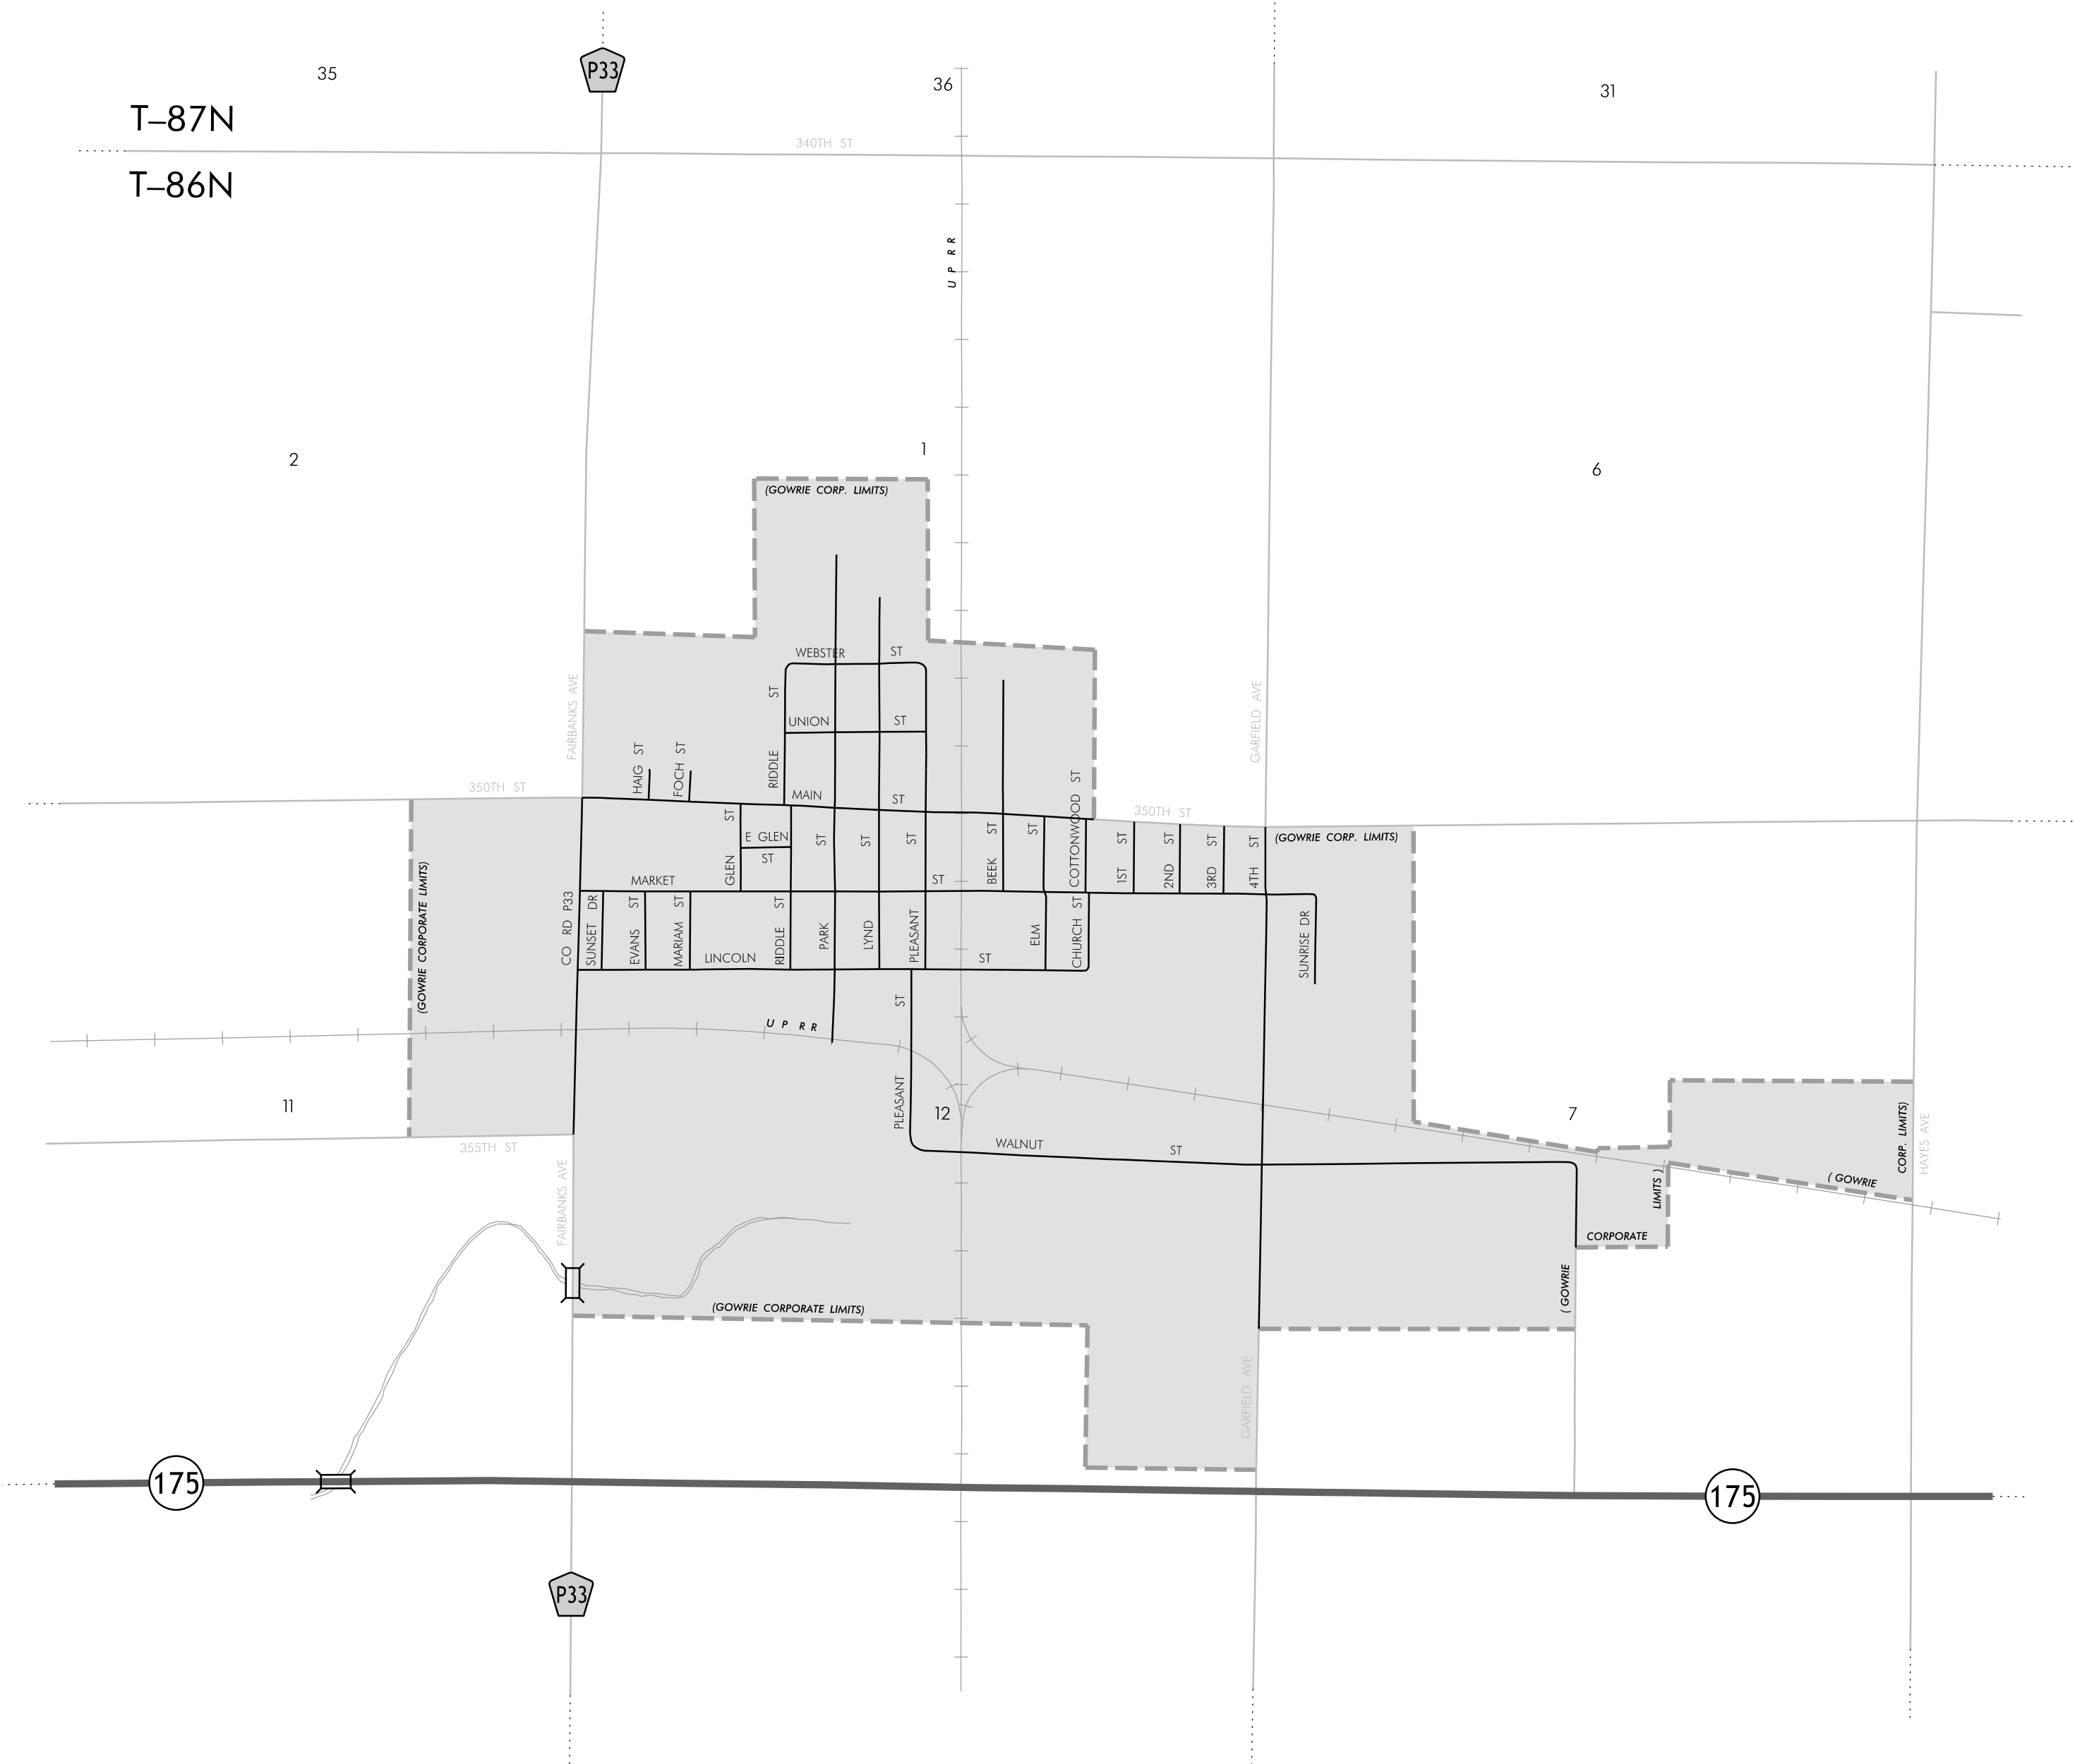 P33
35
36
31
T–87N
340TH ST
T–86N
U P R R
2
1
6
(GOWRIE CORP. LIMITS)
WEBSTER ST
FAIRBANKS AVE
GARFIELD AVE
RIDDLE ST
UNION ST
HAIG ST
FOCH ST
350TH ST
MAIN ST
COTTONWOOD ST
350TH ST
(GOWRIE CORP. LIMITS)
GLEN ST
E GLEN
ST
ST
ST
ST
BEEK ST
ST
1ST ST
2ND ST
3RD ST
4TH ST
MARKET ST
(GOWRIE CORPORATE LIMITS)
CO RD P33
SUNSET DR
EVANS ST
MARIAM ST
RIDDLE ST
PARK
LYND
PLEASANT
ELM
CHURCH ST
SUNRISE DR
LINCOLN ST
U P R R
PLEASANT ST
11
12
7
355TH ST
WALNUT ST
FAIRBANKS AVE
HAYES AVE
( GOWRIE CORP. LIMITS)
( GOWRIE CORPORATE LIMITS )
(GOWRIE CORPORATE LIMITS)
GARFIELD AVE
175
175
P33